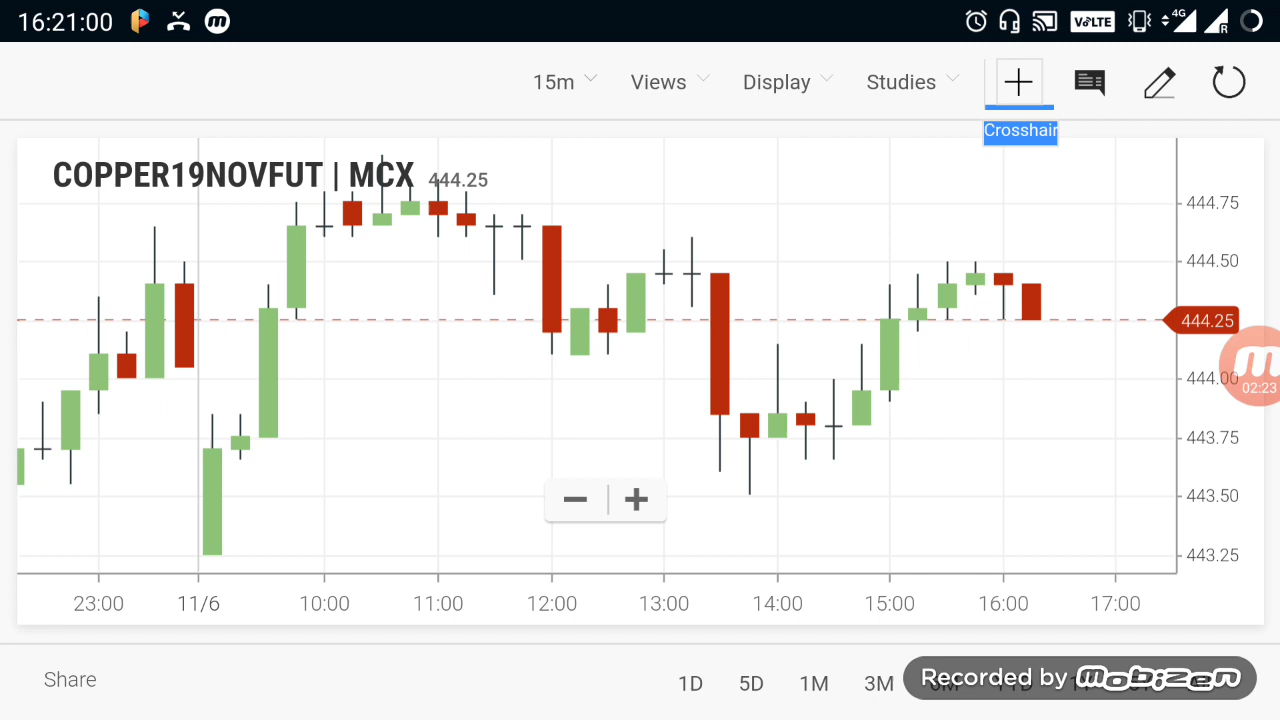 16:21:00 VoLTE 4G R
15m Views Display Studies
Crosshair
COPPER19NOVFUT | MCX 444.25
444.75
444.50
444.25
444.00
02:23
443.75
443.50
443.25
23:00 11/6 10:00 11:00 12:00 13:00 14:00 15:00 16:00 17:00
Share 1D 5D 1M 3M
Recorded by mobizen